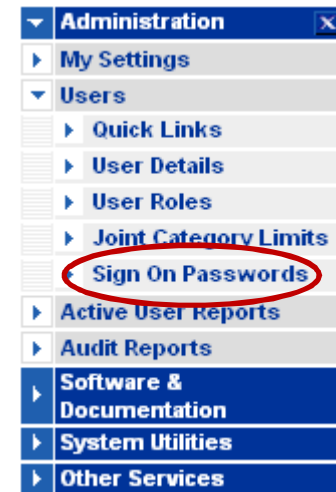 Administration
My Settings
Users
Quick Links
User Details
User Roles
Joint Category Limits
Sign On Passwords
Active User Reports
Audit Reports
Software &
Documentation
System Utilities
Other Services